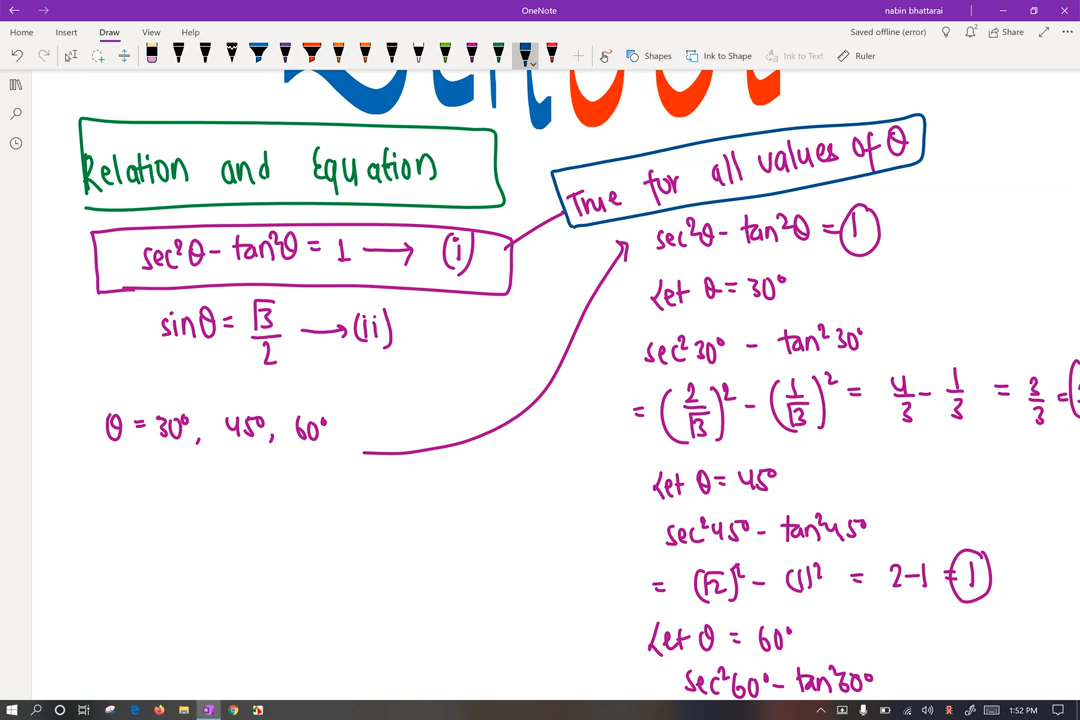 OneNote
nabin bhattarai
Home Insert Draw View Help
Saved offline (error) Share
Shapes Ink to Shape Ink to Text Ruler
Relation and Equation
True for all values of θ
sec²θ - tan²θ = 1 → (i)
sinθ = √3/2 → (ii)
θ = 30°, 45°, 60°
sec²θ - tan²θ = 1
Let θ = 30°
sec²30° - tan²30°
= (2/√3)² - (1/√3)² = 4/3 - 1/3 = 3/3 =
Let θ = 45°
sec²45° - tan²45°
= (√2)² - (1)² = 2-1 = 1
Let θ = 60°
sec²60° - tan²60°
1:52 PM